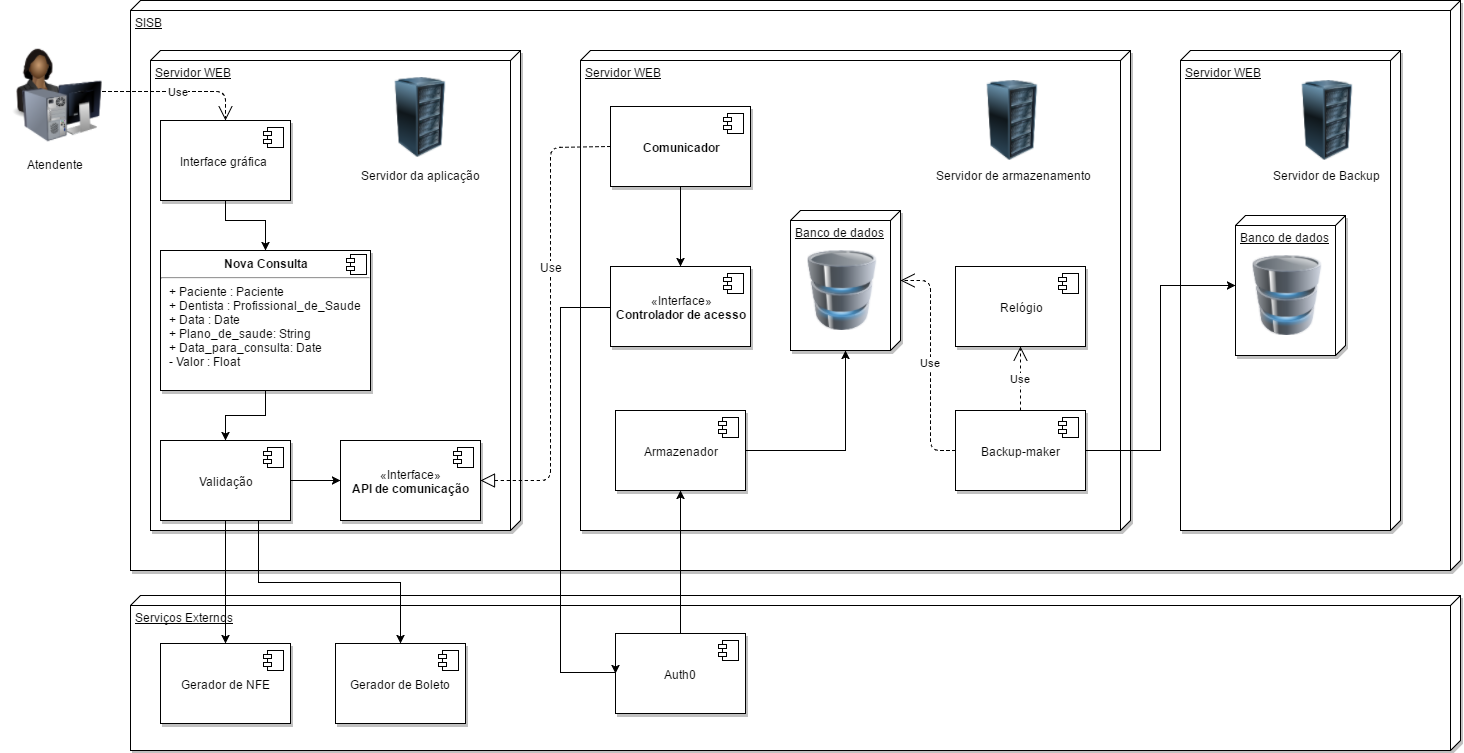 SISB
Atendente
Servidor WEB
Use
Servidor da aplicação
Interface gráfica
Nova Consulta
+ Paciente : Paciente
+ Dentista : Profissional_de_Saude
+ Data : Date
+ Plano_de_saude: String
+ Data_para_consulta: Date
- Valor : Float
Validação
«Interface»
API de comunicação
Use
Servidor WEB
Servidor de armazenamento
Comunicador
«Interface»
Controlador de acesso
Banco de dados
Relógio
Use
Use
Armazenador
Backup-maker
Servidor WEB
Servidor de Backup
Banco de dados
Serviços Externos
Gerador de NFE
Gerador de Boleto
Auth0